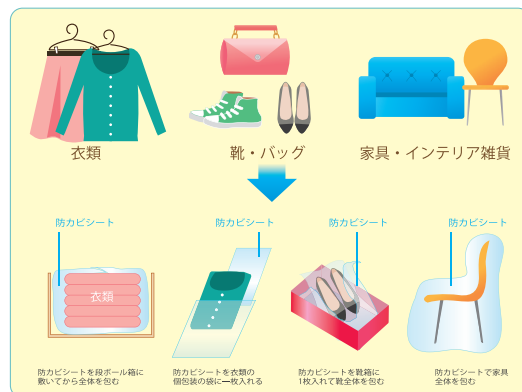 衣類
靴・バッグ
家具・インテリア雑貨
防カビシート
防カビシート
防カビシート
防カビシート
衣類
防カビシートを段ボール箱に
敷いてから全体を包む
防カビシートを衣類の
個包装の袋に一枚入れる
防カビシートを靴箱に
1枚入れて靴全体を包む
防カビシートで家具
全体を包む